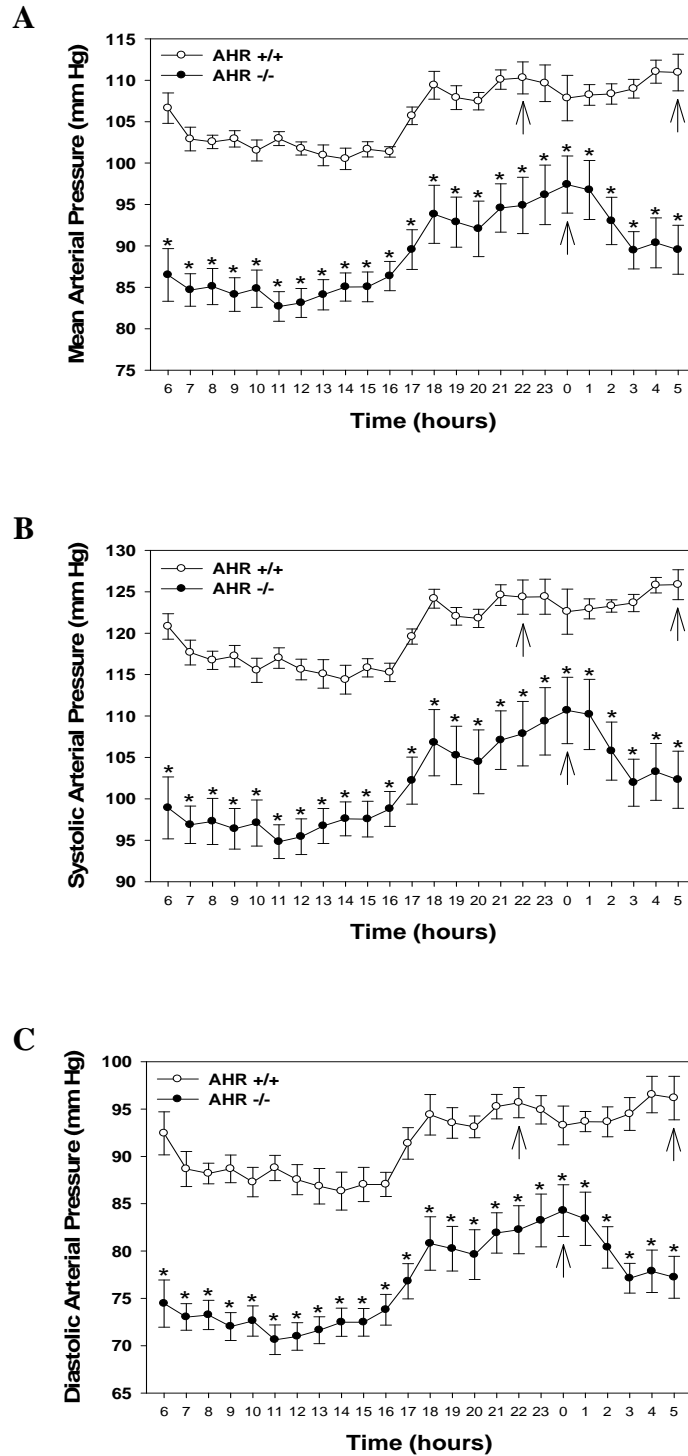 A
Mean Arterial Pressure (mm Hg)
115
110
105
100
95
90
85
80
75
AHR +/+
AHR -/-
* * * * * * * * * * * * * * * * * * * * * * * *
6 7 8 9 10 11 12 13 14 15 16 17 18 19 20 21 22 23 0 1 2 3 4 5
Time (hours)
B
Systolic Arterial Pressure (mm Hg)
130
125
120
115
110
105
100
95
90
AHR +/+
AHR -/-
* * * * * * * * * * * * * * * * * * * * * * * *
6 7 8 9 10 11 12 13 14 15 16 17 18 19 20 21 22 23 0 1 2 3 4 5
Time (hours)
C
Diastolic Arterial Pressure (mm Hg)
100
95
90
85
80
75
70
65
AHR +/+
AHR -/-
* * * * * * * * * * * * * * * * * * * * * * * *
6 7 8 9 10 11 12 13 14 15 16 17 18 19 20 21 22 23 0 1 2 3 4 5
Time (hours)